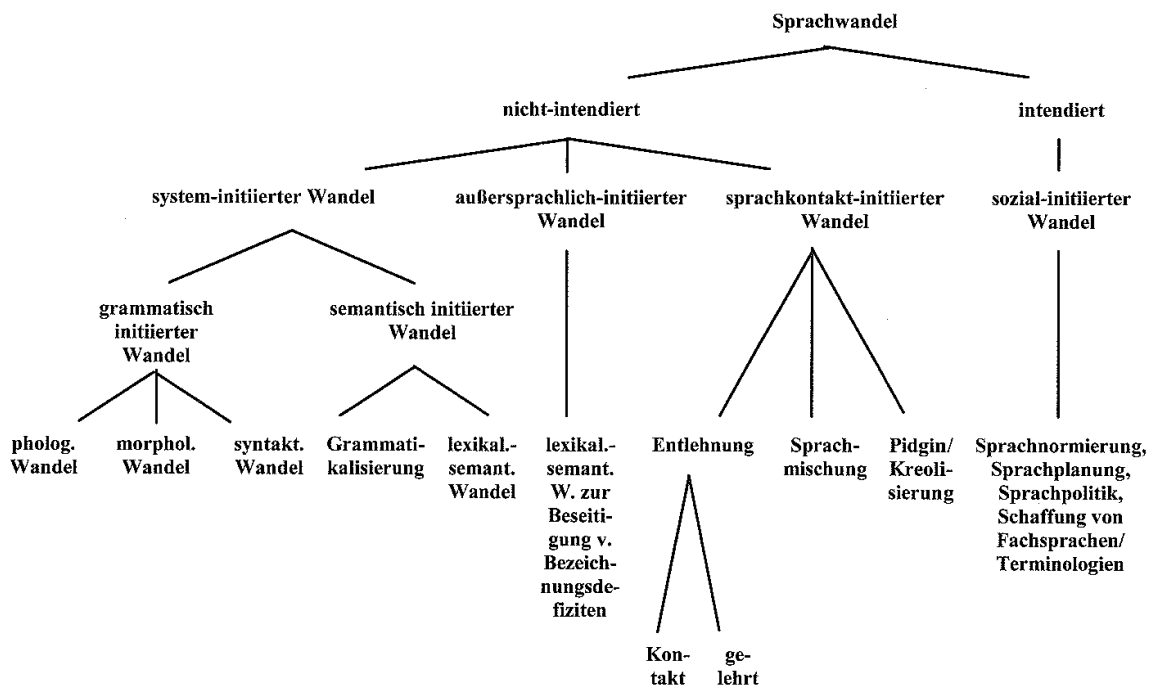 Sprachwandel
nicht-intendiert
intendiert
system-initiierter Wandel
außersprachlich-initiierter
Wandel
sprachkontakt-initiierter
Wandel
sozial-initiierter
Wandel
grammatisch
initiierter
Wandel
semantisch initiierter
Wandel
pholog.
Wandel
morphol.
Wandel
syntakt.
Wandel
Grammati-
kalisierung
lexikal.-
semant.
Wandel
lexikal.-
semant.
W. zur
Beseiti-
gung v.
Bezeich-
nungsde-
fiziten
Entlehnung
Sprach-
mischung
Pidgin/
Kreoli-
sierung
Sprachnormierung,
Sprachplanung,
Sprachpolitik,
Schaffung von
Fachsprachen/
Terminologien
Kon-
takt
ge-
lehrt